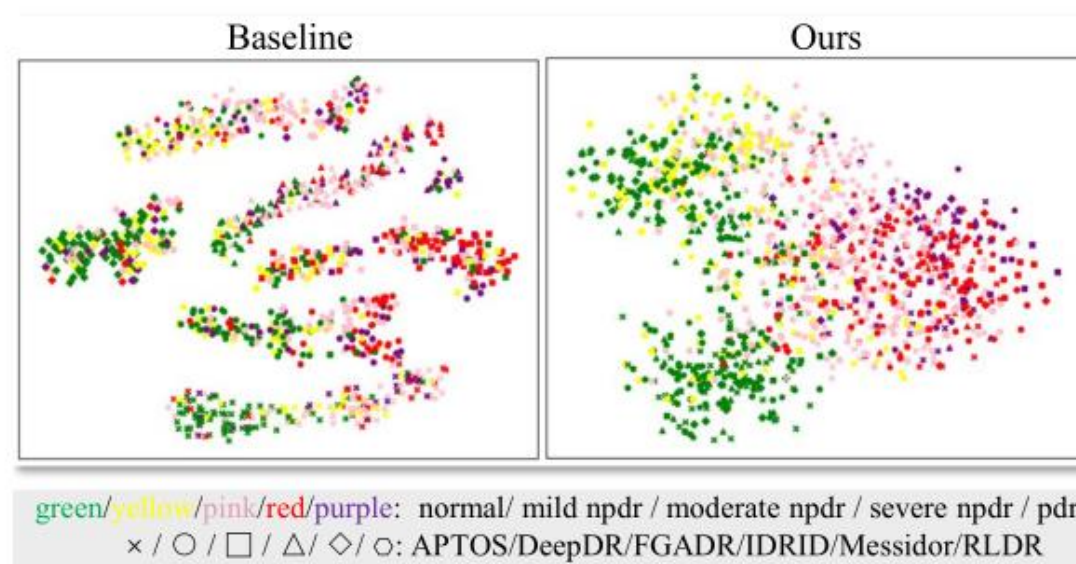 Baseline
Ours
green/yellow/pink/red/purple: normal/ mild npdr / moderate npdr / severe npdr / pdr
× / ○ / □ / △ / ◇ / ⬡: APTOS/DeepDR/FGADR/IDRID/Messidor/RLDR